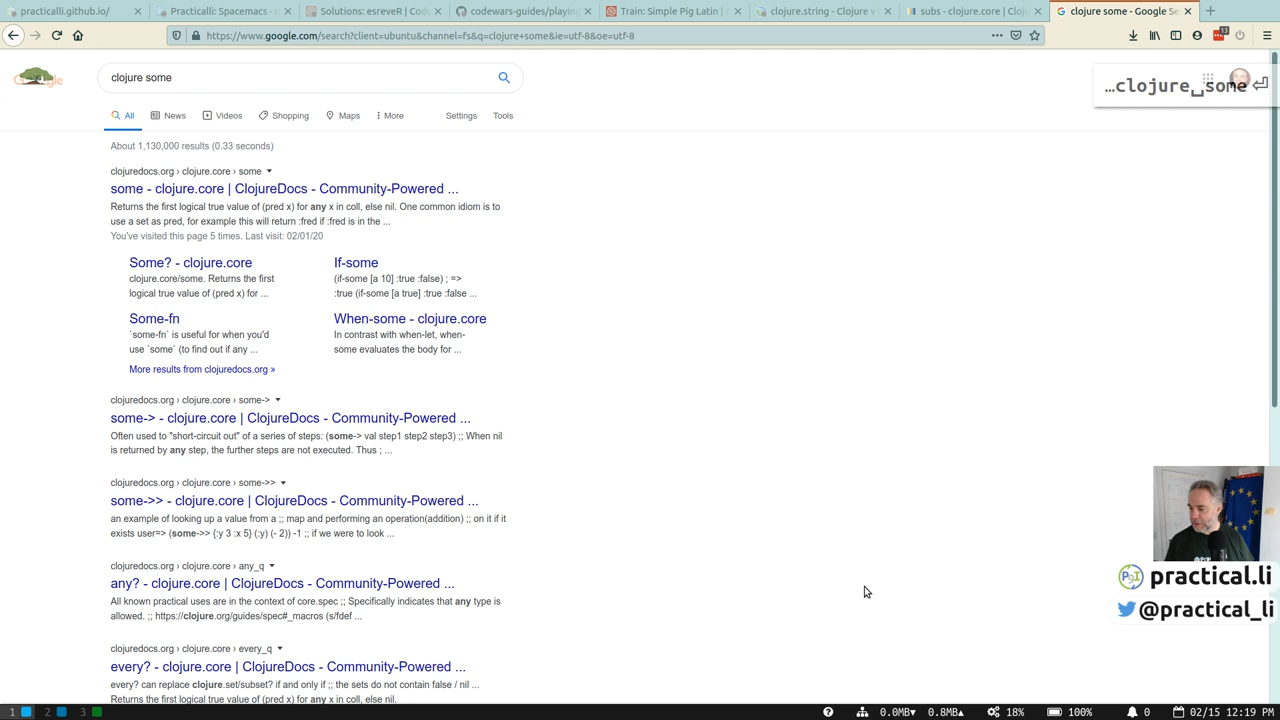 practicalli.github.io/
Practicalli: Spacemacs -
Solutions: esreveR | Cod
codewars-guides/playing
Train: Simple Pig Latin |
clojure.string - Clojure v
subs - clojure.core | Cloj
clojure some - Google Se
https://www.google.com/search?client=ubuntu&channel=fs&q=clojure+some&ie=utf-8&oe=utf-8
13
clojure some
…clojure␣some⏎
All
News
Videos
Shopping
Maps
More
Settings
Tools
About 1,130,000 results (0.33 seconds)
clojuredocs.org › clojure.core › some
some - clojure.core | ClojureDocs - Community-Powered ...
Returns the first logical true value of (pred x) for any x in coll, else nil. One common idiom is to
use a set as pred, for example this will return :fred if :fred is in the ...
You've visited this page 5 times. Last visit: 02/01/20
Some? - clojure.core
clojure.core/some. Returns the first
logical true value of (pred x) for ...
If-some
(if-some [a 10] :true :false) ; =>
:true (if-some [a true] :true :false ...
Some-fn
`some-fn` is useful for when you'd
use `some` (to find out if any ...
When-some - clojure.core
In contrast with when-let, when-
some evaluates the body for ...
More results from clojuredocs.org »
clojuredocs.org › clojure.core › some->
some-> - clojure.core | ClojureDocs - Community-Powered ...
Often used to "short-circuit out" of a series of steps: (some-> val step1 step2 step3) ;; When nil
is returned by any step, the further steps are not executed. Thus ; ...
clojuredocs.org › clojure.core › some->>
some->> - clojure.core | ClojureDocs - Community-Powered ...
an example of looking up a value from a ;; map and performing an operation(addition) ;; on it if it
exists user=> (some->> {:y 3 :x 5} (:y) (- 2)) -1 ;; if we were to look ...
clojuredocs.org › clojure.core › any_q
any? - clojure.core | ClojureDocs - Community-Powered ...
All known practical uses are in the context of core.spec ;; Specifically indicates that any type is
allowed. ;; https://clojure.org/guides/spec#_macros (s/fdef ...
clojuredocs.org › clojure.core › every_q
every? - clojure.core | ClojureDocs - Community-Powered ...
every? can replace clojure.set/subset? if and only if ;; the sets do not contain false / nil ...
Returns the first logical true value of (pred x) for any x in coll, else nil.
practical.li
@practical_li
1
2
3
0.0MB▼
0.8MB▲
18%
100%
0
02/15 12:19 PM